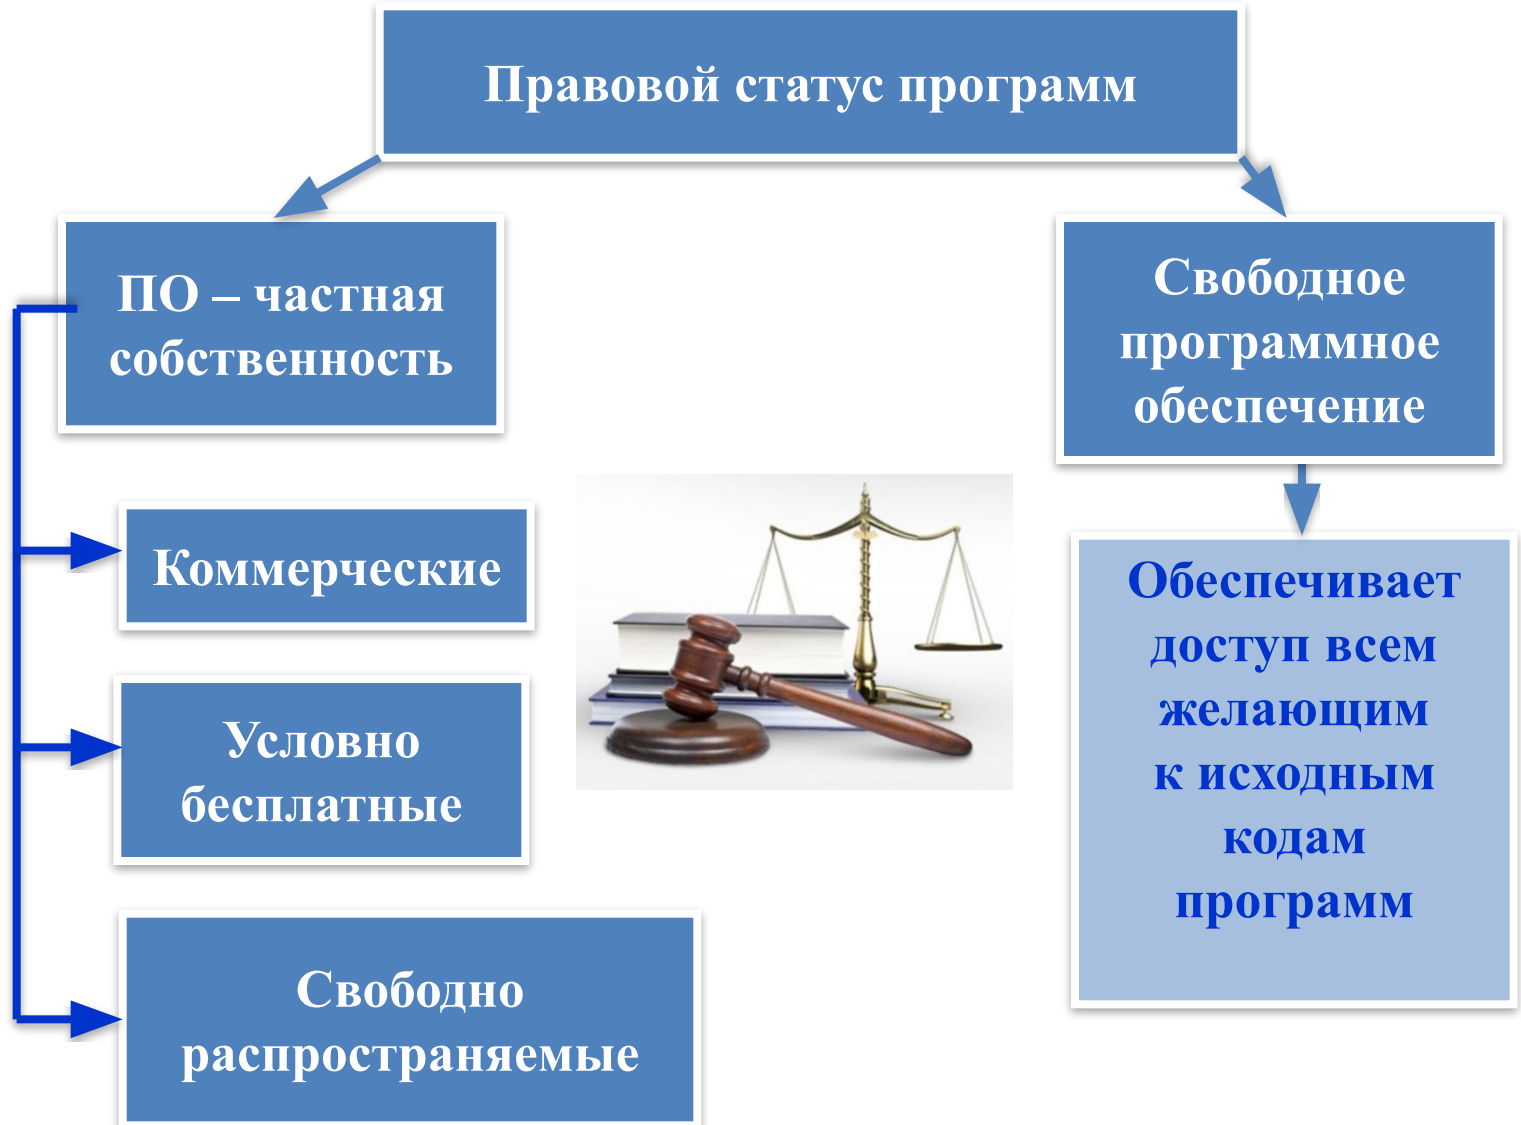 Правовой статус программ
ПО – частная
собственность
Свободное
программное
обеспечение
Коммерческие
Условно
бесплатные
Свободно
распространяемые
Обеспечивает
доступ всем
желающим
к исходным
кодам
программ